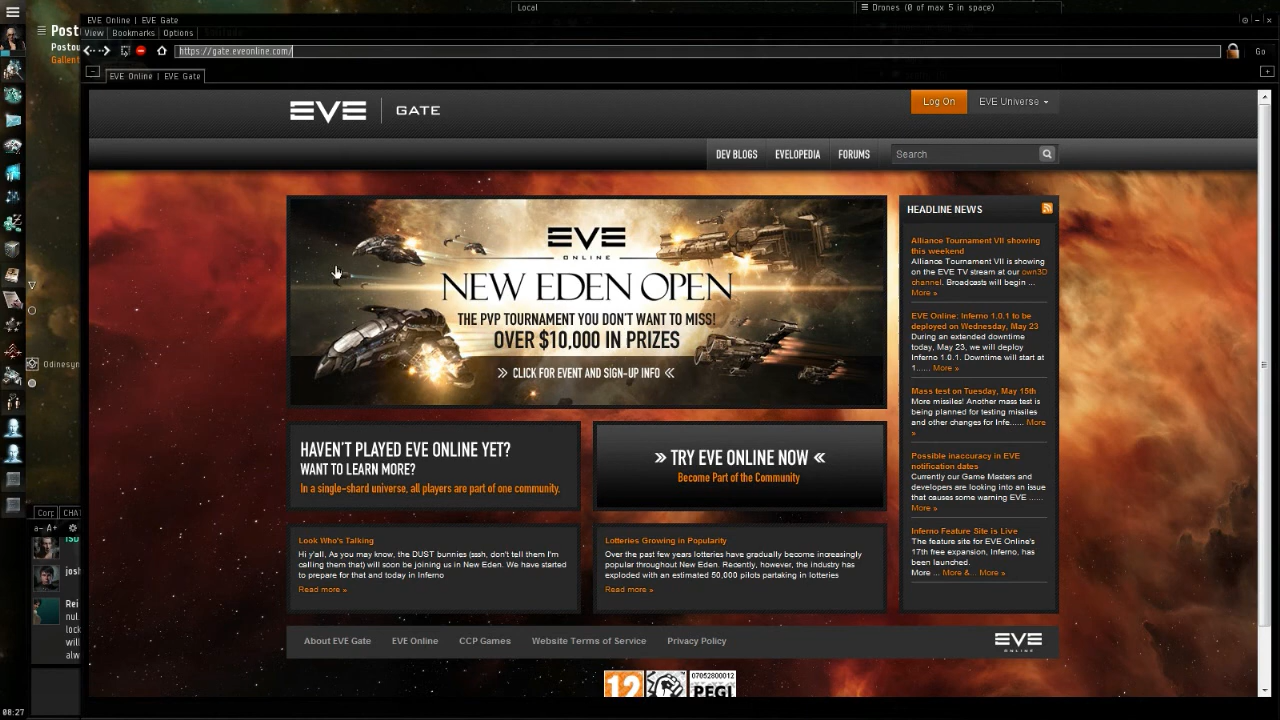 Local
Drones (0 of max 5 in space)
EVE Online | EVE Gate
View
Bookmarks
Options
https://gate.eveonline.com/
Go
EVE Online | EVE Gate
EVE
GATE
Log On
EVE Universe
DEV BLOGS
EVELOPEDIA
FORUMS
Search
EVE
ONLINE
NEW EDEN OPEN
THE PVP TOURNAMENT YOU DON'T WANT TO MISS!
OVER $10,000 IN PRIZES
» CLICK FOR EVENT AND SIGN-UP INFO «
HEADLINE NEWS
Alliance Tournament VII showing
this weekend
Alliance Tournament VII is showing
on the EVE TV stream at our own3D
channel. Broadcasts will begin ...
More »
EVE Online: Inferno 1.0.1 to be
deployed on Wednesday, May 23
During an extended downtime
today, May 23, we will deploy
Inferno 1.0.1. Downtime will start at
1...... More »
Mass test on Tuesday, May 15th
More missiles! Another mass test is
being planned for testing missiles
and other changes for Infe...... More
»
Possible inaccuracy in EVE
notification dates
Currently our Game Masters and
developers are looking into an issue
that causes some warning EVE ......
More »
Inferno Feature Site is Live
The feature site for EVE Online's
17th free expansion, Inferno, has
been launched.
More ... More &... More »
HAVEN'T PLAYED EVE ONLINE YET?
WANT TO LEARN MORE?
In a single-shard universe, all players are part of one community.
» TRY EVE ONLINE NOW «
Become Part of the Community
Look Who's Talking
Hi y'all, As you may know, the DUST bunnies (sssh, don't tell them I'm
calling them that) will soon be joining us in New Eden. We have started
to prepare for that and today in Inferno
Read more »
Lotteries Growing in Popularity
Over the past few years lotteries have gradually become increasingly
popular throughout New Eden. Recently, however, the industry has
exploded with an estimated 50,000 pilots partaking in lotteries
Read more »
About EVE Gate
EVE Online
CCP Games
Website Terms of Service
Privacy Policy
EVE
ONLINE
12
07052800012
PEGI
Posto
Postou
Gallent
Odinesyn
Corp
CHA
a- A+
josh
Rei
nul.
lock
will
alw
08:27